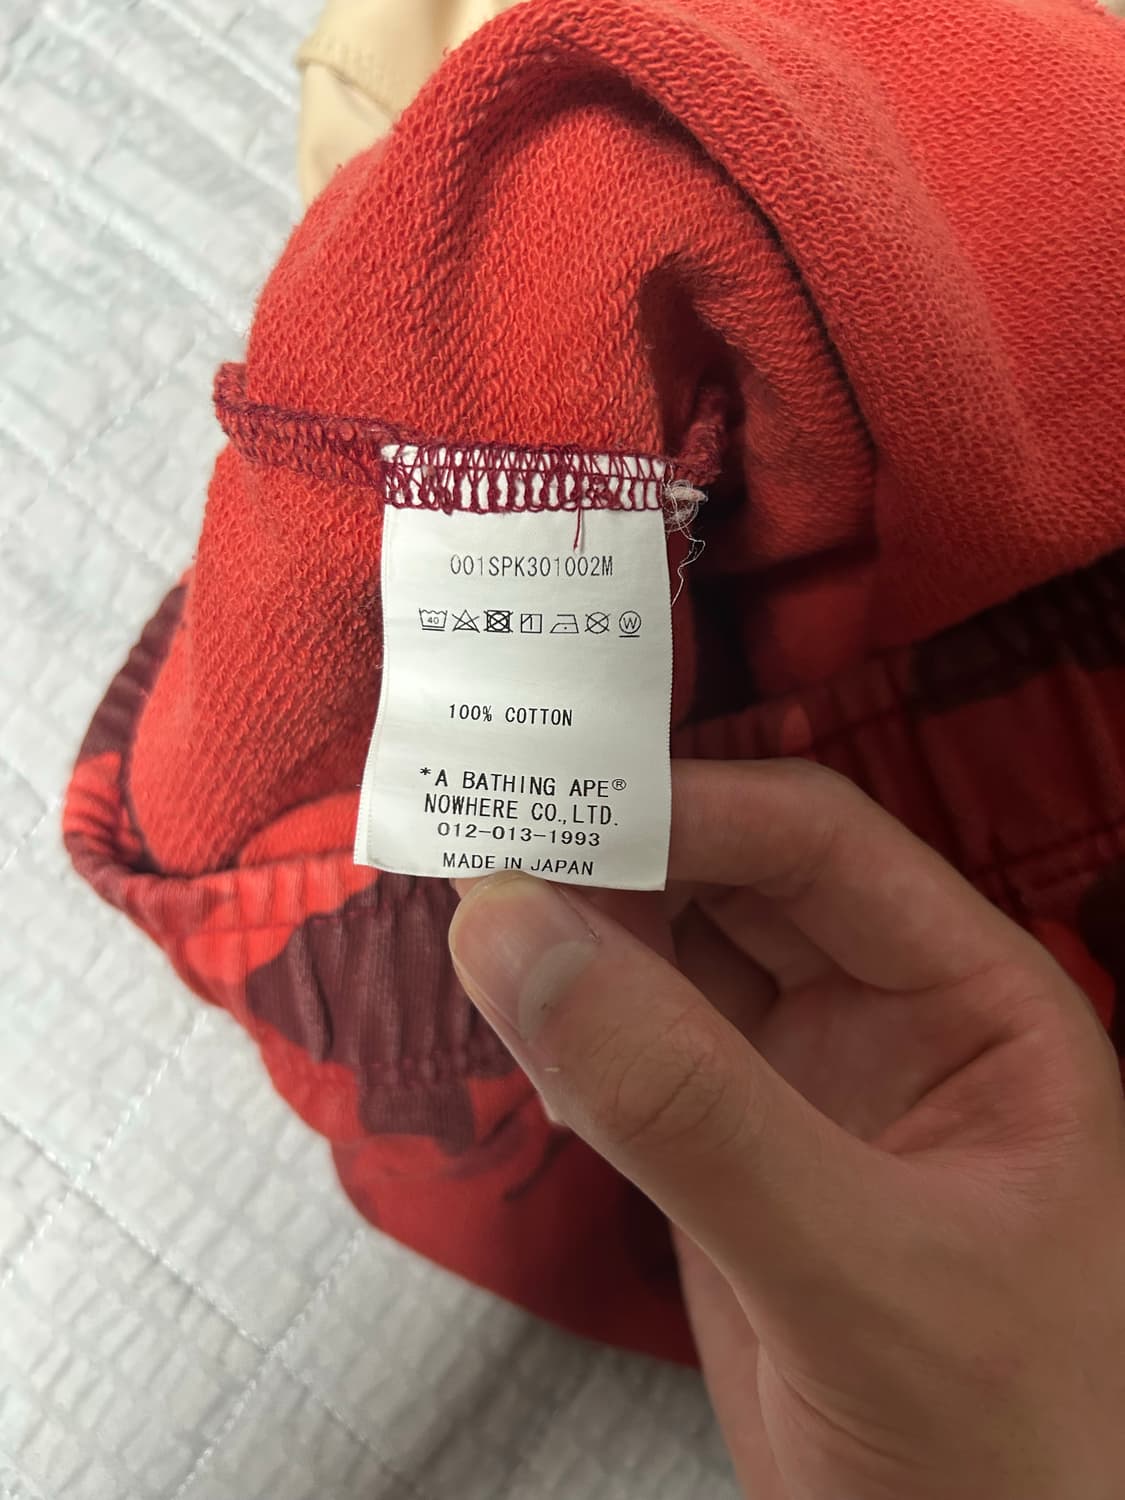 001SPK301002M
40 W
100% COTTON
*A BATHING APE®
NOWHERE CO.,LTD.
012-013-1993
MADE IN JAPAN